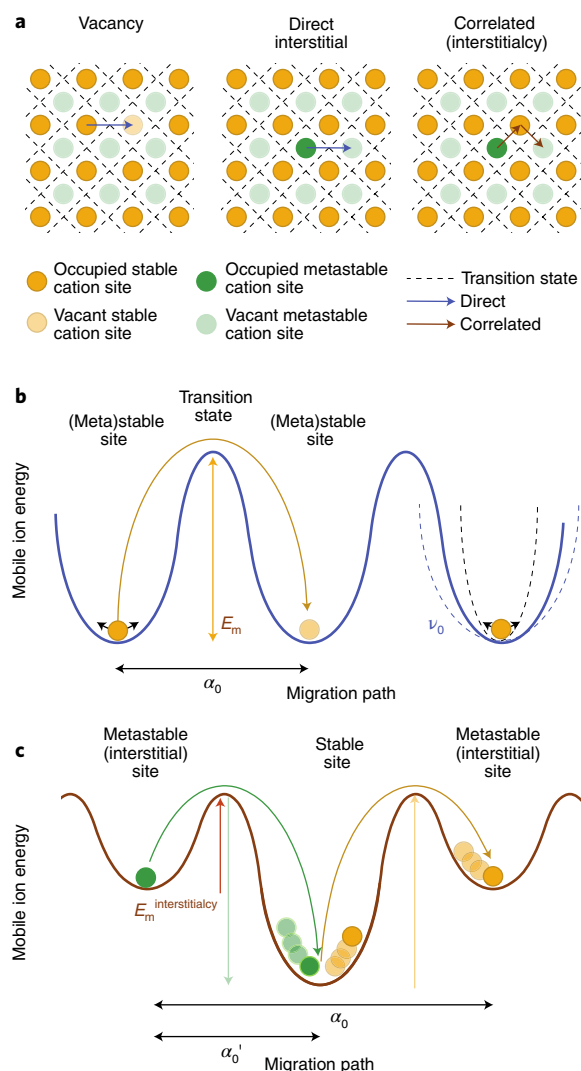 a
Vacancy
Direct
interstitial
Correlated
(interstitialcy)
Occupied stable
cation site
Vacant stable
cation site
Occupied metastable
cation site
Vacant metastable
cation site
Transition state
Direct
Correlated
b
(Meta)stable
site
Transition
state
(Meta)stable
site
Mobile ion energy
Eₘ
ν₀
α₀
Migration path
c
Metastable
(interstitial)
site
Stable
site
Metastable
(interstitial)
site
Mobile ion energy
Eₘ^interstitialcy
α₀
α₀'
Migration path